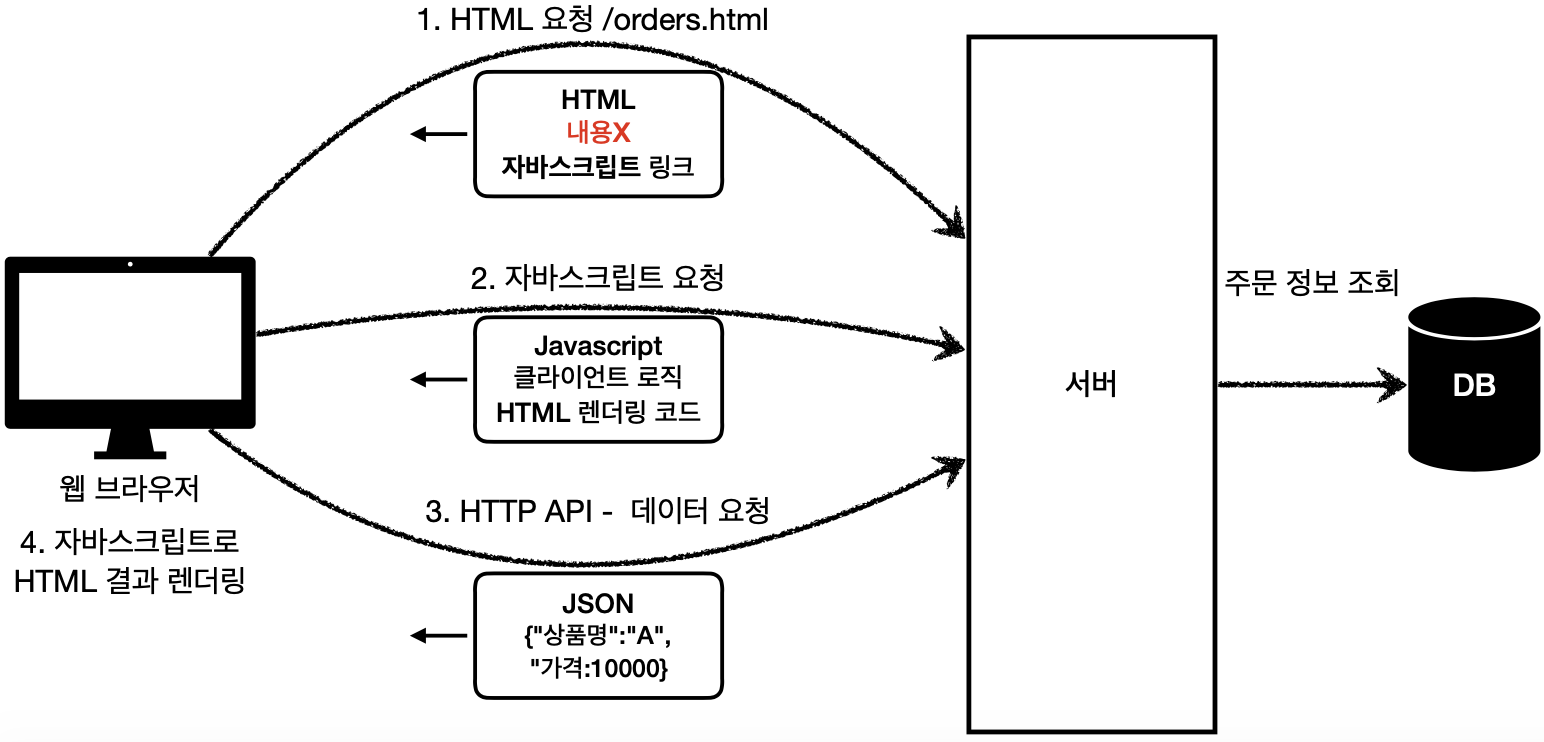 1. HTML 요청 /orders.html
HTML
내용X
자바스크립트 링크
2. 자바스크립트 요청
Javascript
클라이언트 로직
HTML 렌더링 코드
3. HTTP API - 데이터 요청
JSON
{"상품명":"A",
"가격:10000}
웹 브라우저
4. 자바스크립트로
HTML 결과 렌더링
서버
주문 정보 조회
DB